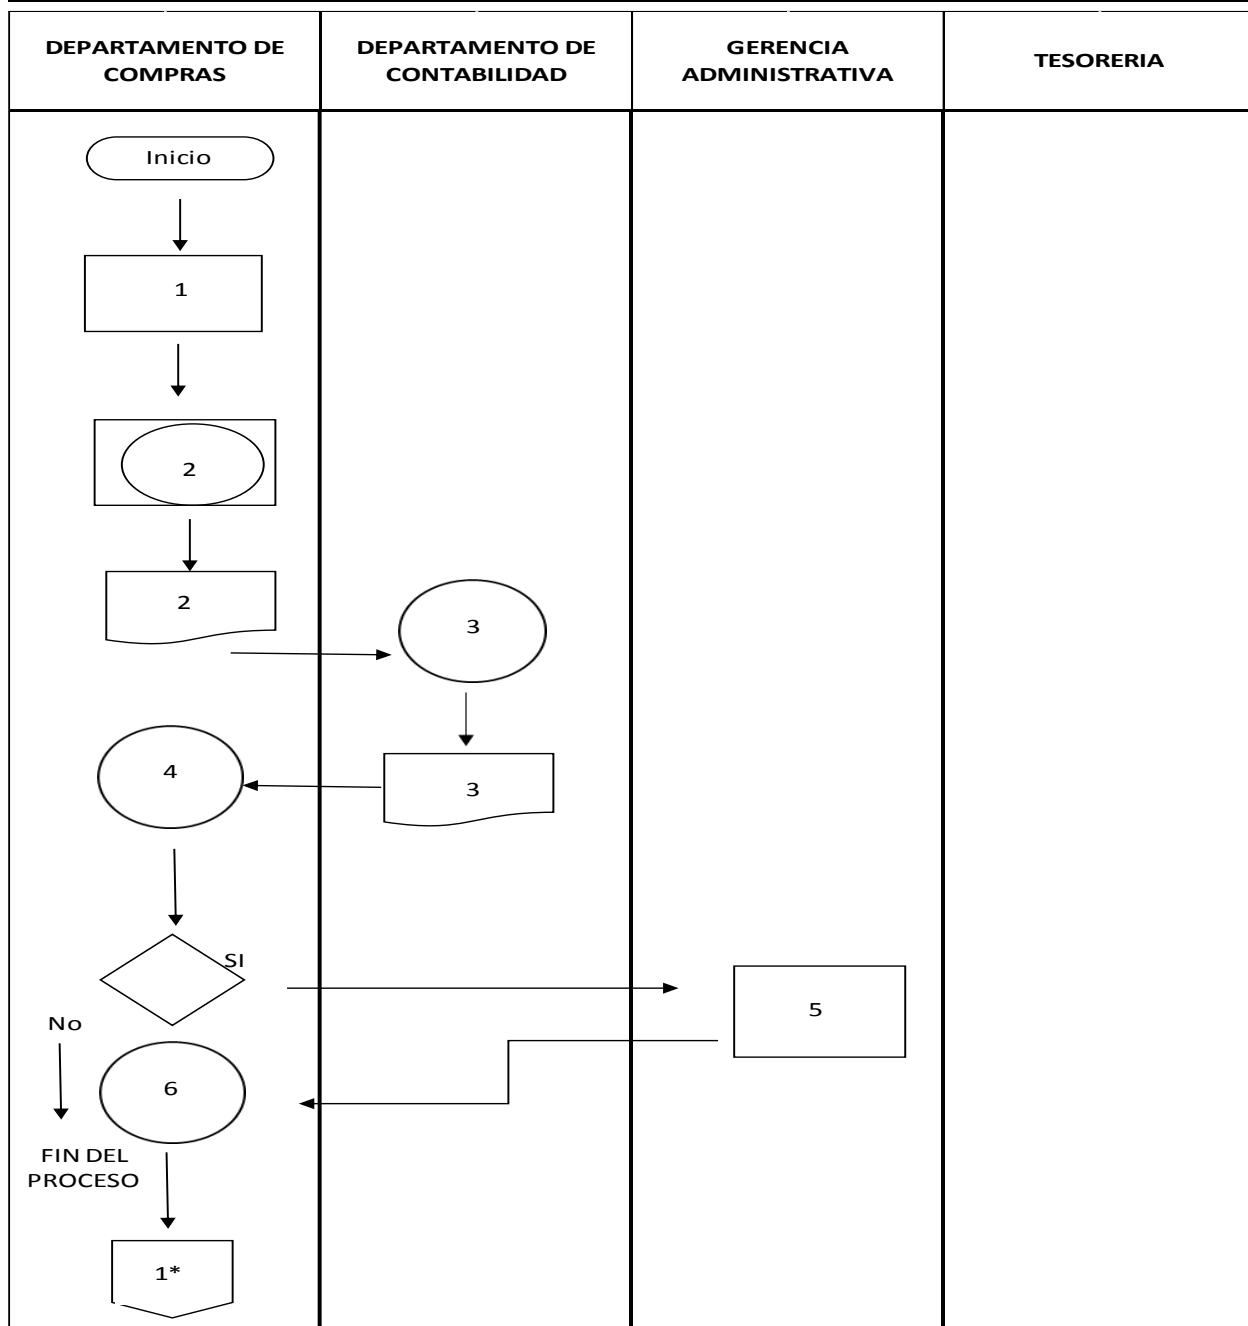 DEPARTAMENTO DE
COMPRAS
DEPARTAMENTO DE
CONTABILIDAD
GERENCIA
ADMINISTRATIVA
TESORERIA
Inicio
1
2
2
3
4
3
SI
5
No
6
FIN DEL
PROCESO
1*